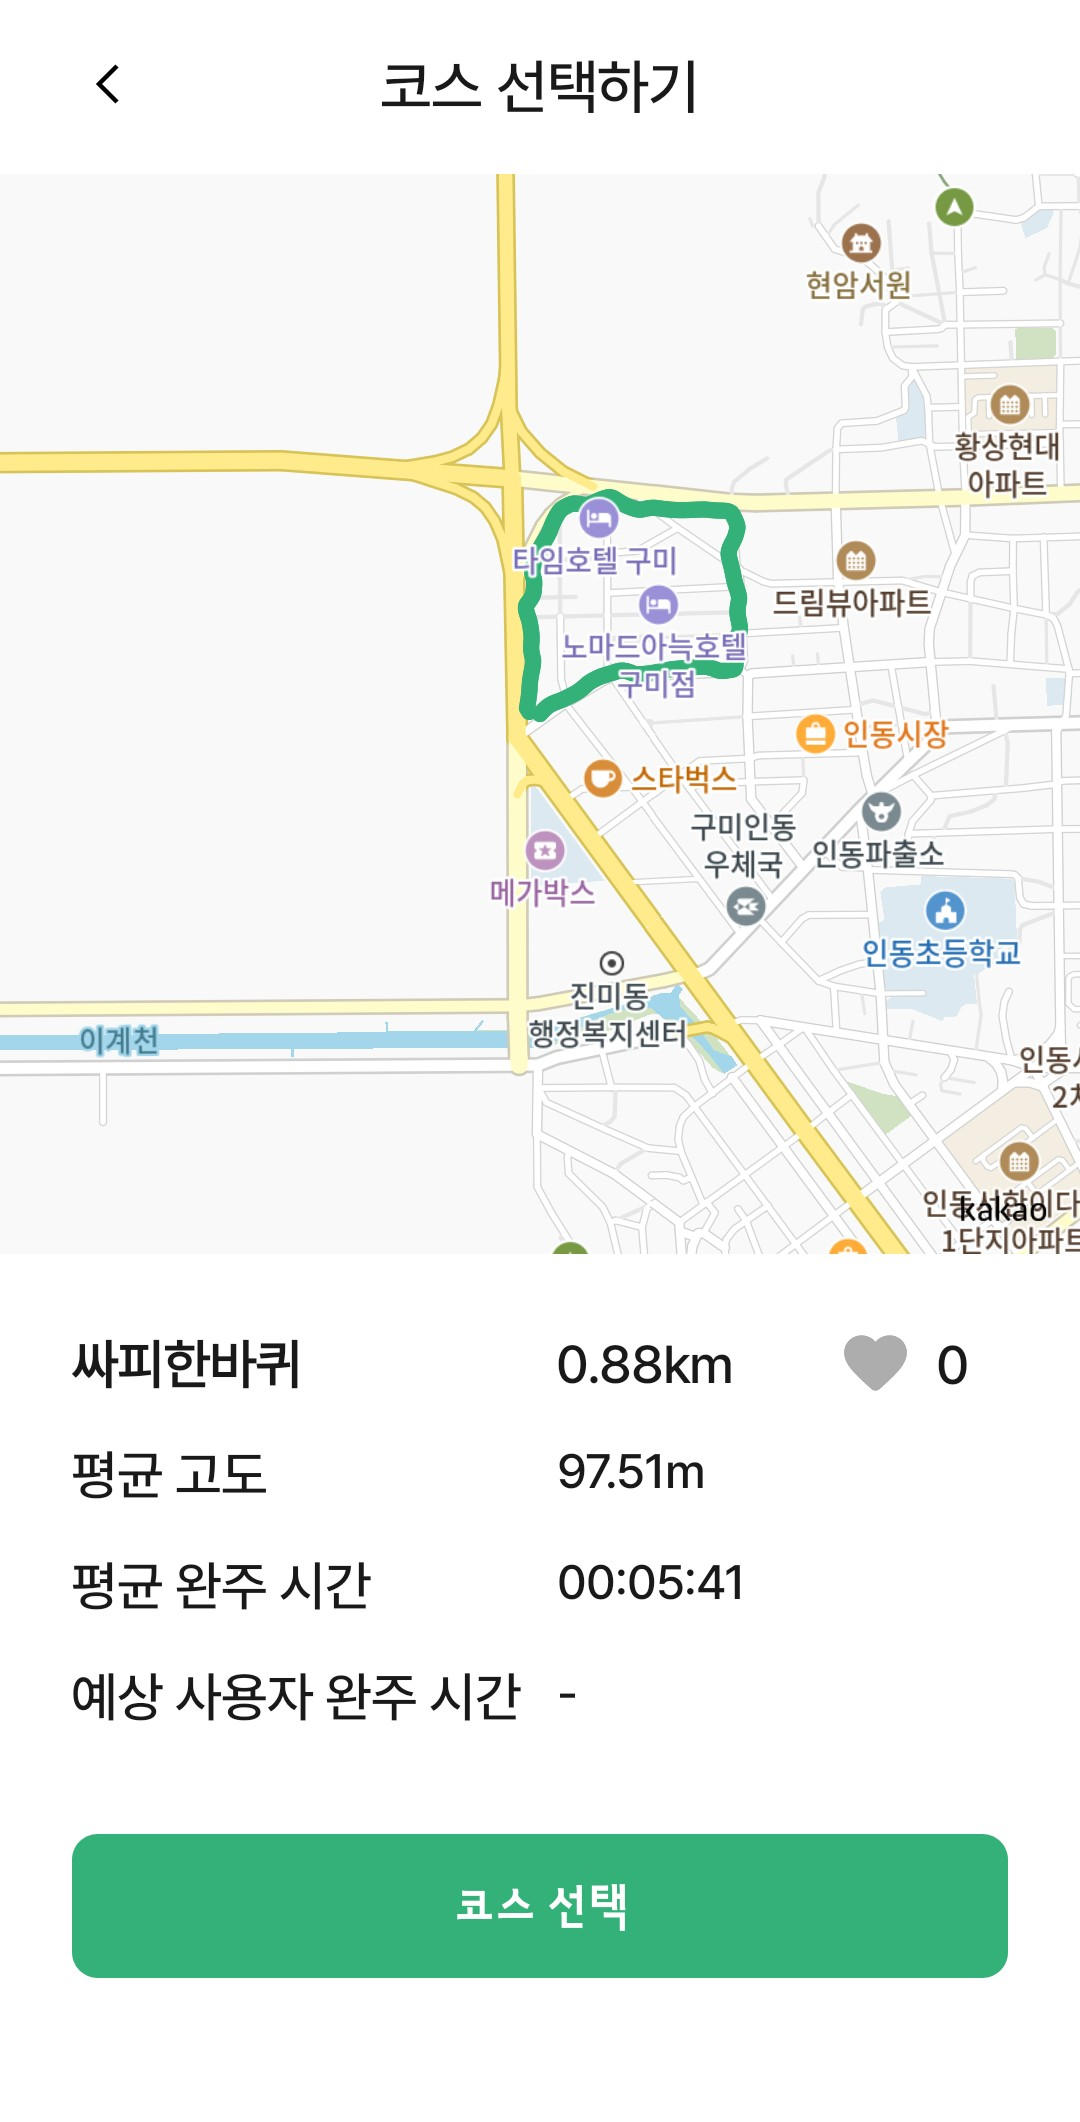 코스 선택하기
현암서원
황상현대
아파트
타임호텔 구미
드림뷰아파트
노마드아늑호텔
구미점
인동시장
스타벅스
구미인동
우체국
인동파출소
메가박스
인동초등학교
진미동
행정복지센터
이계천
인동
2차
인동시한이다
kakao
1단지아파트
싸피한바퀴 0.88km 0
평균 고도 97.51m
평균 완주 시간 00:05:41
예상 사용자 완주 시간 -
코스 선택